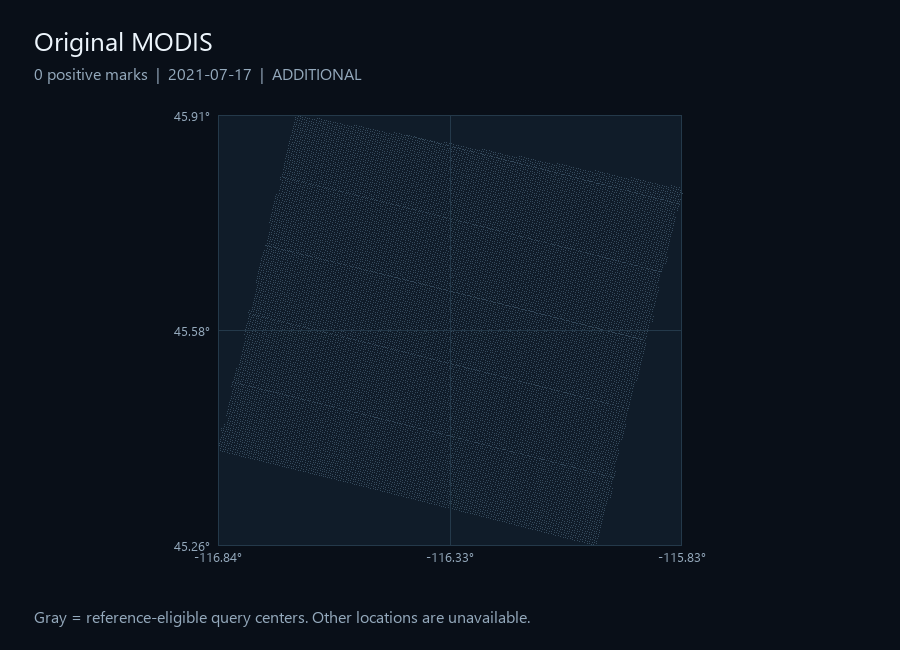 Original MODIS
0 positive marks | 2021-07-17 | ADDITIONAL
45.91°
45.58°
45.26°
-116.84° -116.33° -115.83°
Gray = reference-eligible query centers. Other locations are unavailable.